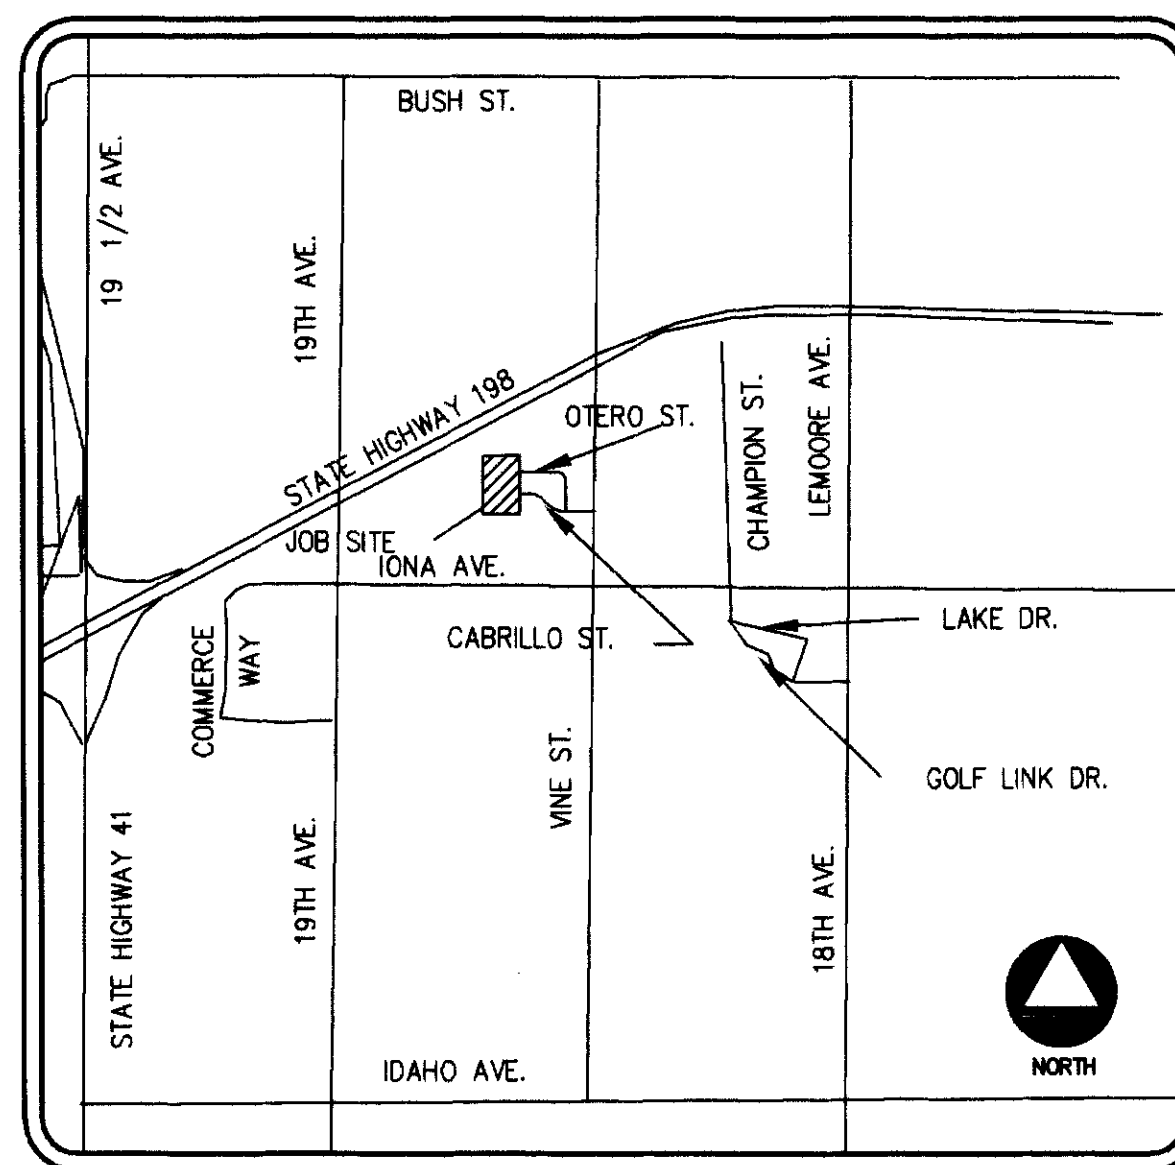 BUSH ST.
19 1/2 AVE.
19TH AVE.
STATE HIGHWAY 198
OTERO ST.
CHAMPION ST.
LEMOORE AVE.
JOB SITE
IONA AVE.
CABRILLO ST.
LAKE DR.
COMMERCE
WAY
VINE ST.
GOLF LINK DR.
STATE HIGHWAY 41
19TH AVE.
18TH AVE.
IDAHO AVE.
NORTH